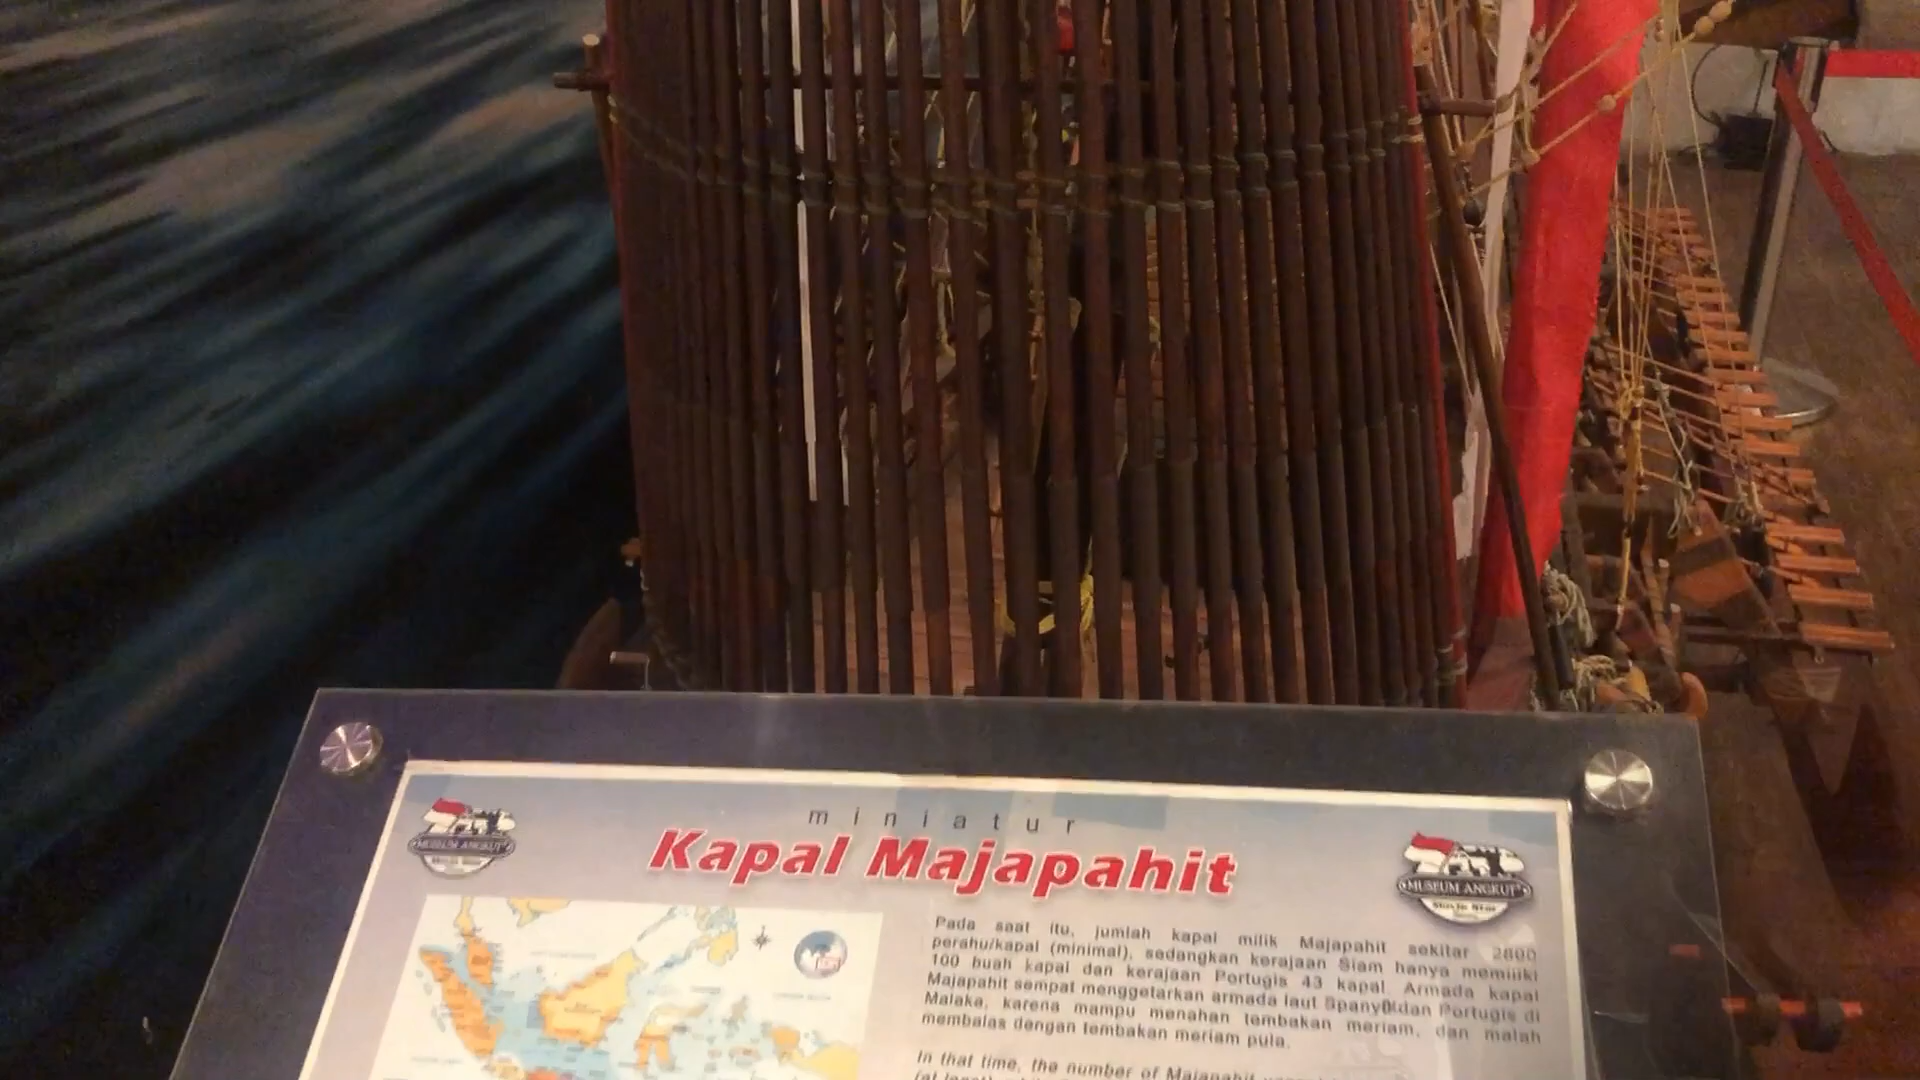 miniatur
Kapal Majapahit
MUSEUM ANGKUT
MUSEUM ANGKUT
Pada saat itu, jumlah kapal milik Majapahit sekitar 2800
perahu/kapal (minimal), sedangkan kerajaan Siam hanya memiliki
100 buah kapal dan kerajaan Portugis 43 kapal. Armada kapal
Majapahit sempat menggetarkan armada laut Spanyol dan Portugis di
Malaka, karena mampu menahan tembakan meriam, dan malah
membalas dengan tembakan meriam pula.
In that time, the number of Majapahit